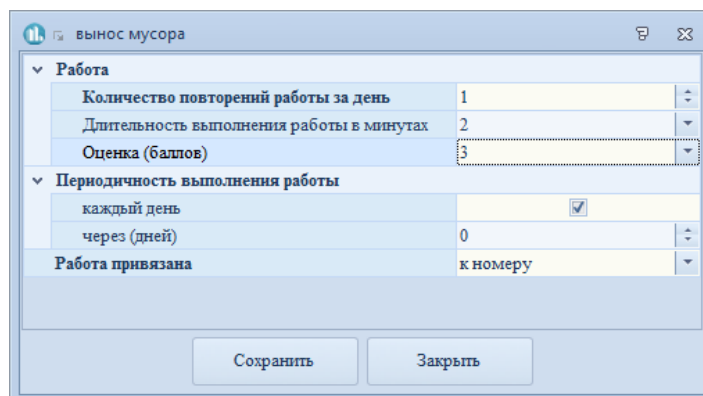 вынос мусора
Работа
Количество повторений работы за день 1
Длительность выполнения работы в минутах 2
Оценка (баллов) 3
Периодичность выполнения работы
каждый день
через (дней) 0
Работа привязана к номеру
Сохранить Закрыть